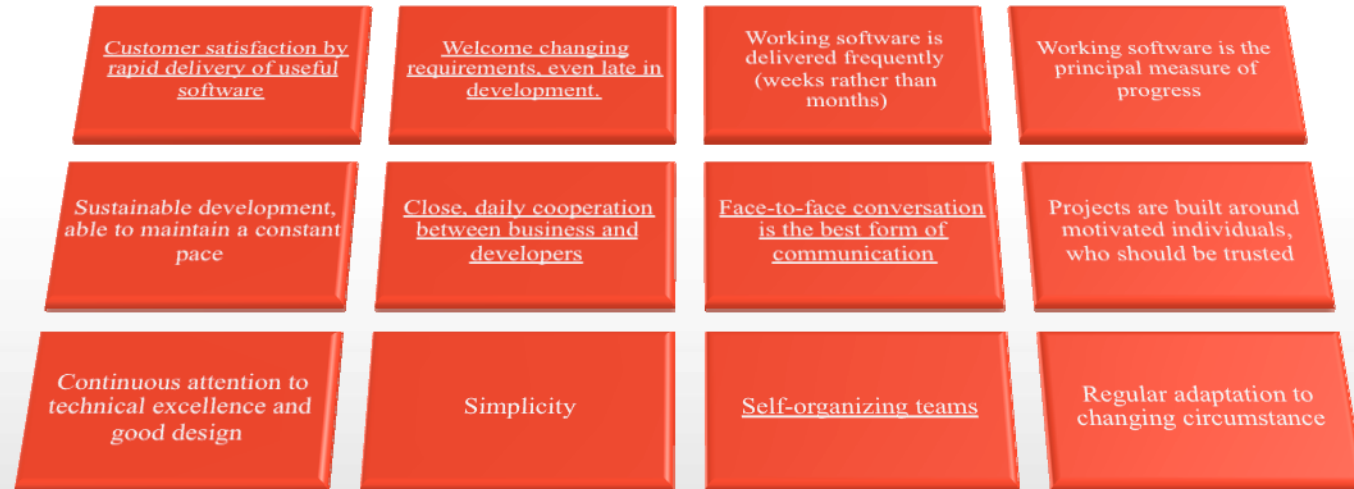 Customer satisfaction by
rapid delivery of useful
software
Welcome changing
requirements, even late in
development.
Working software is
delivered frequently
(weeks rather than
months)
Working software is the
principal measure of
progress
Sustainable development,
able to maintain a constant
pace
Close, daily cooperation
between business and
developers
Face-to-face conversation
is the best form of
communication
Projects are built around
motivated individuals,
who should be trusted
Continuous attention to
technical excellence and
good design
Simplicity
Self-organizing teams
Regular adaptation to
changing circumstance